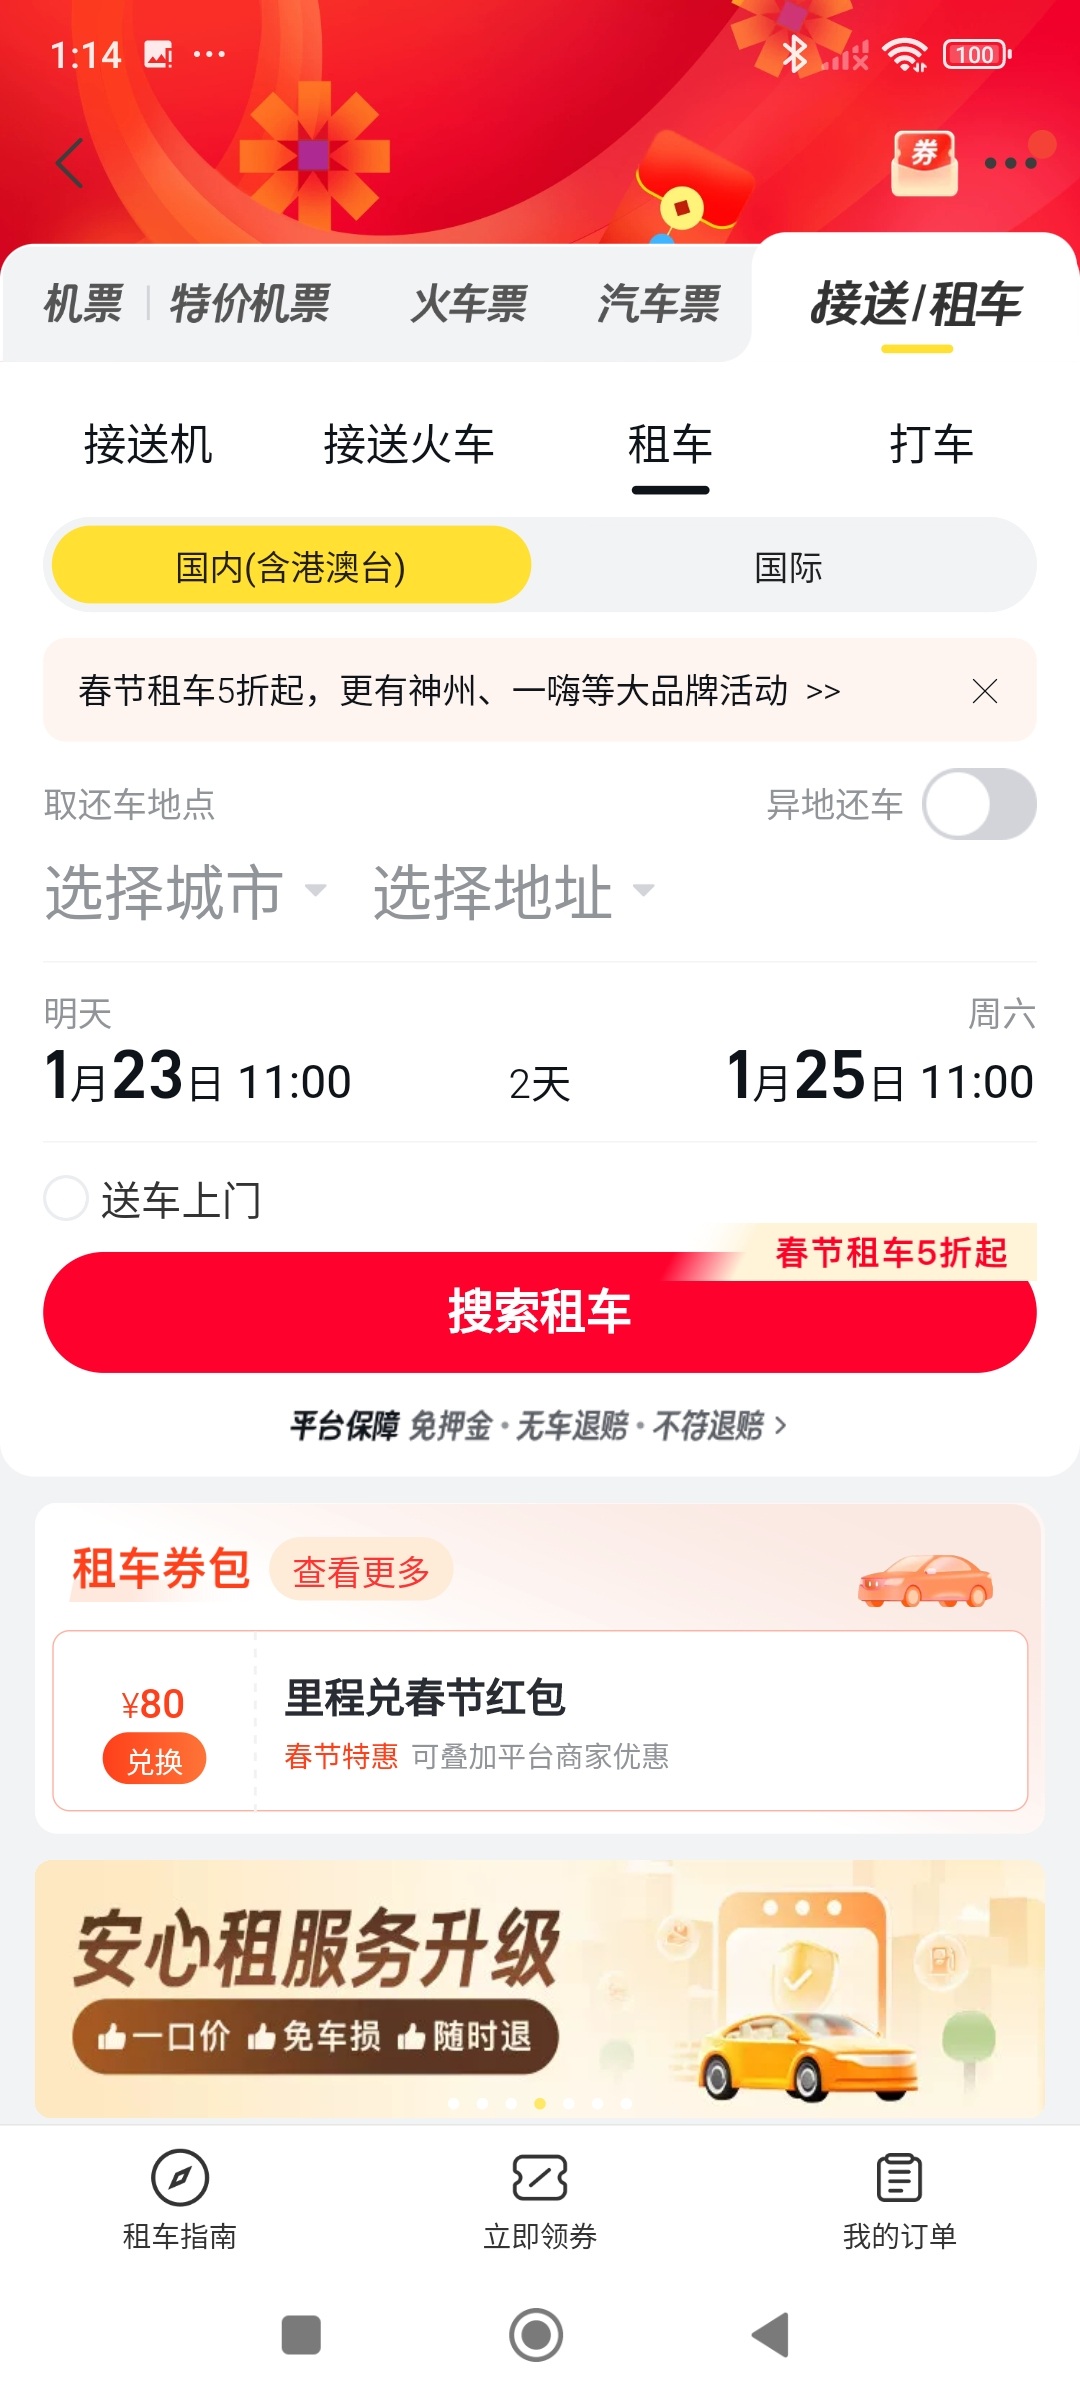 1:14 100
券
机票 特价机票 火车票 汽车票 接送/租车
接送机 接送火车 租车 打车
国内(含港澳台) 国际
春节租车5折起，更有神州、一嗨等大品牌活动 >>
取还车地点 异地还车
选择城市 选择地址
明天 周六
1月23日 11:00 2天 1月25日 11:00
送车上门
春节租车5折起
搜索租车
平台保障 免押金·无车退赔·不符退赔 >
租车券包 查看更多
¥80 里程兑春节红包
兑换 春节特惠 可叠加平台商家优惠
安心租服务升级
一口价 免车损 随时退
租车指南 立即领券 我的订单